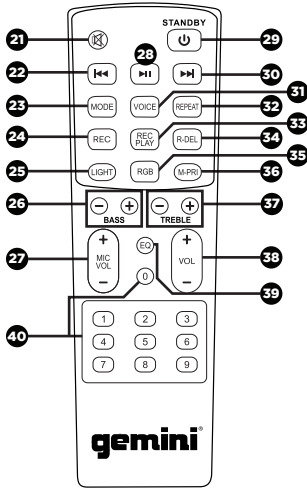 STANDBY
21 28 29
22 30
23 MODE VOICE REPEAT 31 32
24 REC REC PLAY R-DEL 33 34
25 LIGHT RGB M-PRI 35 36
26 − + − + 37
BASS TREBLE
27 + MIC VOL − EQ + VOL − 38
0 39
40
1 2 3
4 5 6
7 8 9
gemini®